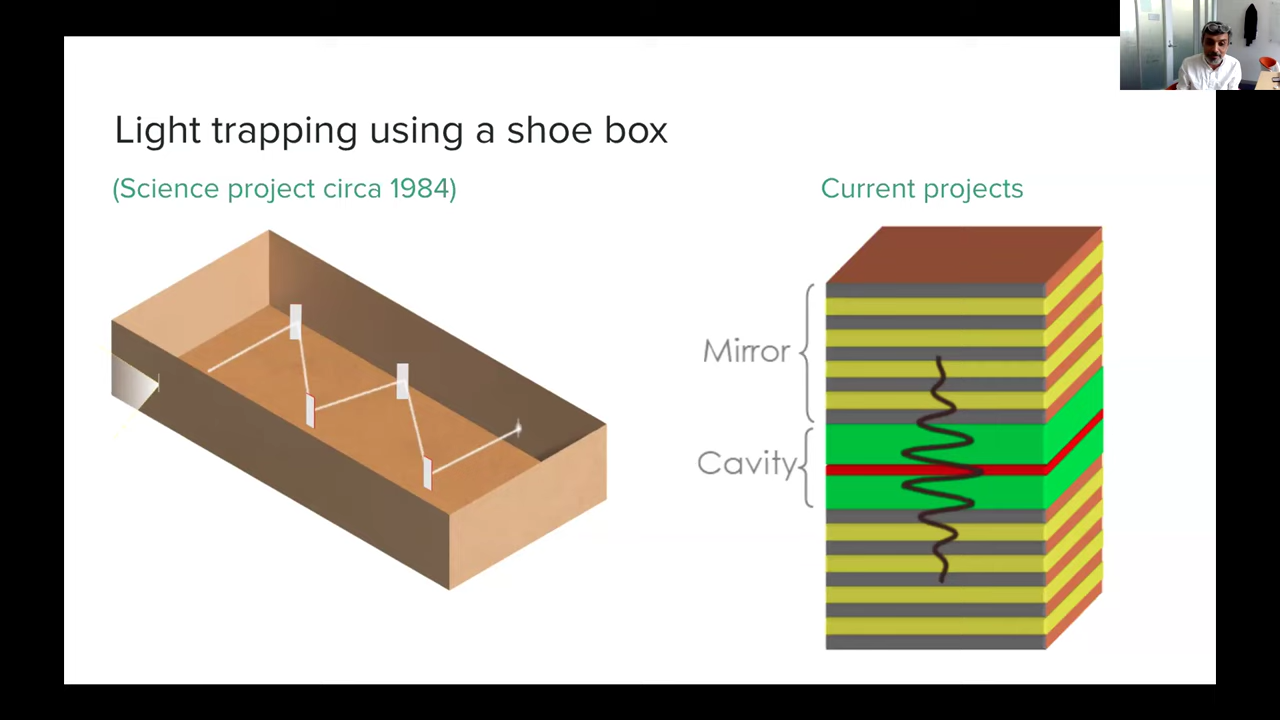 Light trapping using a shoe box
(Science project circa 1984)
Current projects
Mirror
Cavity